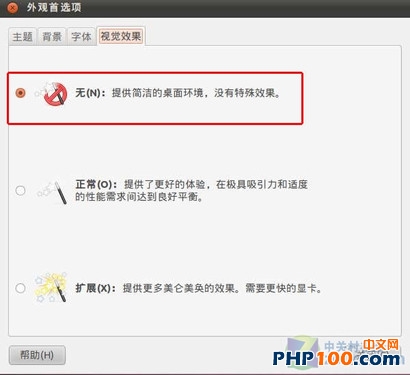 外观首选项
主题 背景 字体 视觉效果
无(N)：提供简洁的桌面环境，没有特殊效果。
正常(O)：提供了更好的体验，在极具吸引力和适度
的性能需求间达到良好平衡。
扩展(X)：提供更多美仑美奂的效果。需要更快的显卡。
帮助(H)
PHP100.com 中文网